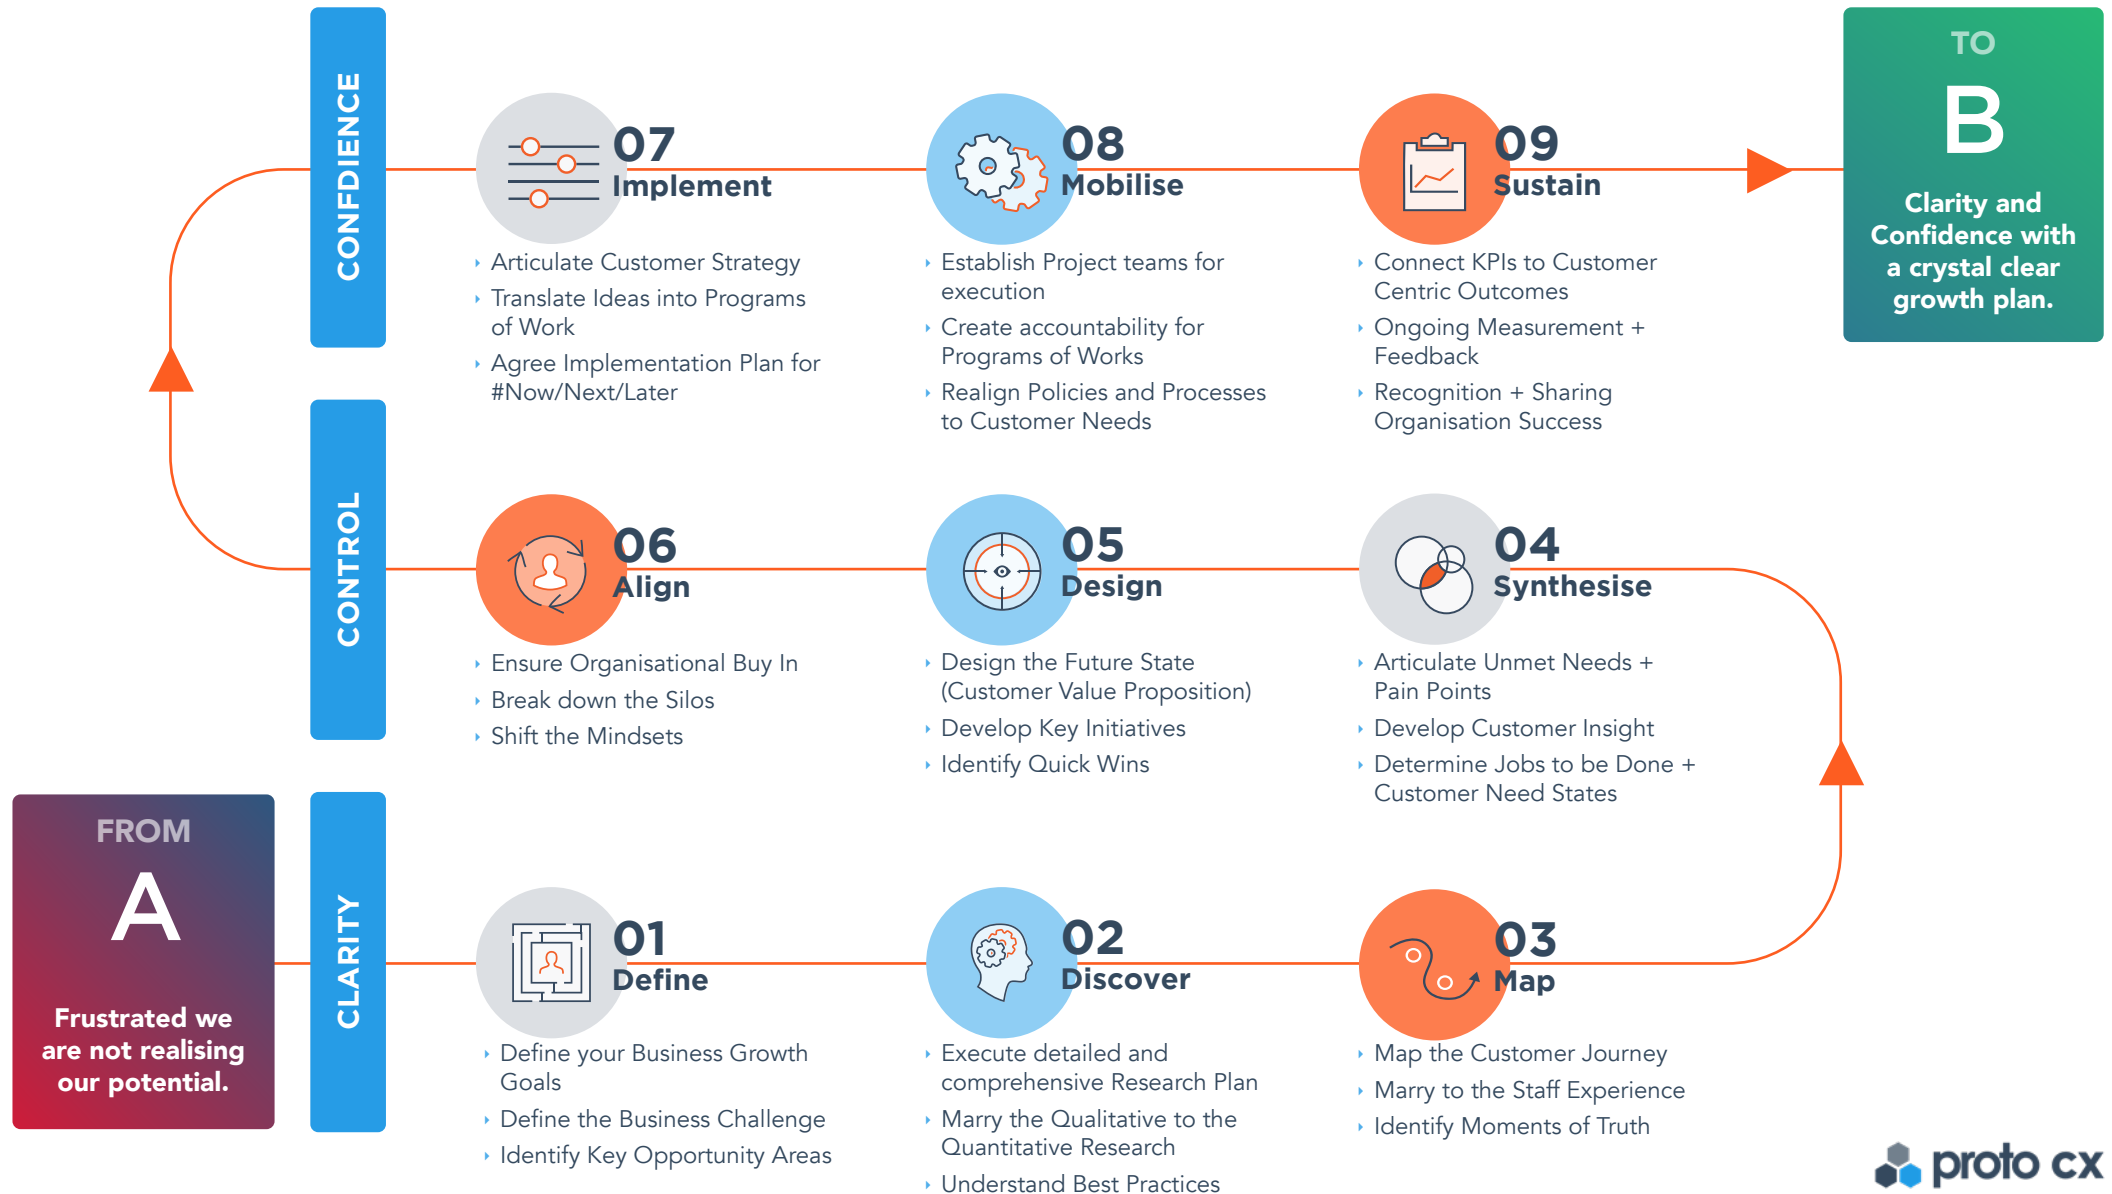 CONFDIENCE
07
Implement
Articulate Customer Strategy
Translate Ideas into Programs
of Work
Agree Implementation Plan for
#Now/Next/Later
08
Mobilise
Establish Project teams for
execution
Create accountability for
Programs of Works
Realign Policies and Processes
to Customer Needs
09
Sustain
Connect KPIs to Customer
Centric Outcomes
Ongoing Measurement +
Feedback
Recognition + Sharing
Organisation Success
TO
B
Clarity and
Confidence with
a crystal clear
growth plan.
CONTROL
06
Align
Ensure Organisational Buy In
Break down the Silos
Shift the Mindsets
05
Design
Design the Future State
(Customer Value Proposition)
Develop Key Initiatives
Identify Quick Wins
04
Synthesise
Articulate Unmet Needs +
Pain Points
Develop Customer Insight
Determine Jobs to be Done +
Customer Need States
FROM
A
Frustrated we
are not realising
our potential.
CLARITY
01
Define
Define your Business Growth
Goals
Define the Business Challenge
Identify Key Opportunity Areas
02
Discover
Execute detailed and
comprehensive Research Plan
Marry the Qualitative to the
Quantitative Research
Understand Best Practices
03
Map
Map the Customer Journey
Marry to the Staff Experience
Identify Moments of Truth
proto cx